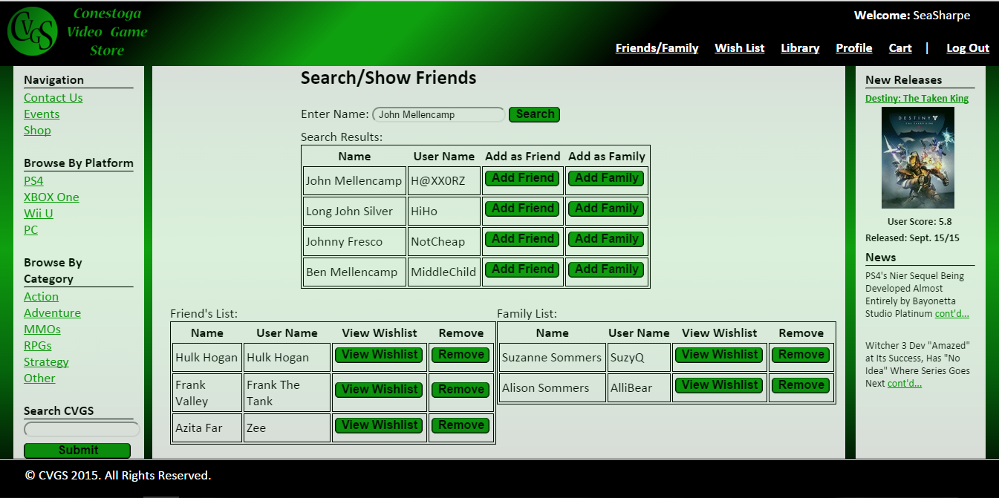 CVGS
Conestoga
Video Game
Store
Welcome: SeaSharpe
Friends/Family Wish List Library Profile Cart | Log Out
Navigation
Contact Us
Events
Shop
Browse By Platform
PS4
XBOX One
Wii U
PC
Browse By
Category
Action
Adventure
MMOs
RPGs
Strategy
Other
Search CVGS
Submit
Search/Show Friends
Enter Name: John Mellencamp Search
Search Results:
Name User Name Add as Friend Add as Family
John Mellencamp H@XX0RZ Add Friend Add Family
Long John Silver HiHo Add Friend Add Family
Johnny Fresco NotCheap Add Friend Add Family
Ben Mellencamp MiddleChild Add Friend Add Family
Friend's List:
Name User Name View Wishlist Remove
Hulk Hogan Hulk Hogan View Wishlist Remove
Frank Valley Frank The Tank View Wishlist Remove
Azita Far Zee View Wishlist Remove
Family List:
Name User Name View Wishlist Remove
Suzanne Sommers SuzyQ View Wishlist Remove
Alison Sommers AlliBear View Wishlist Remove
New Releases
Destiny: The Taken King
DESTINY
THE TAKEN KING
User Score: 5.8
Released: Sept. 15/15
News
PS4's Nier Sequel Being
Developed Almost
Entirely by Bayonetta
Studio Platinum cont'd...
Witcher 3 Dev "Amazed"
at Its Success, Has "No
Idea" Where Series Goes
Next cont'd...
© CVGS 2015. All Rights Reserved.